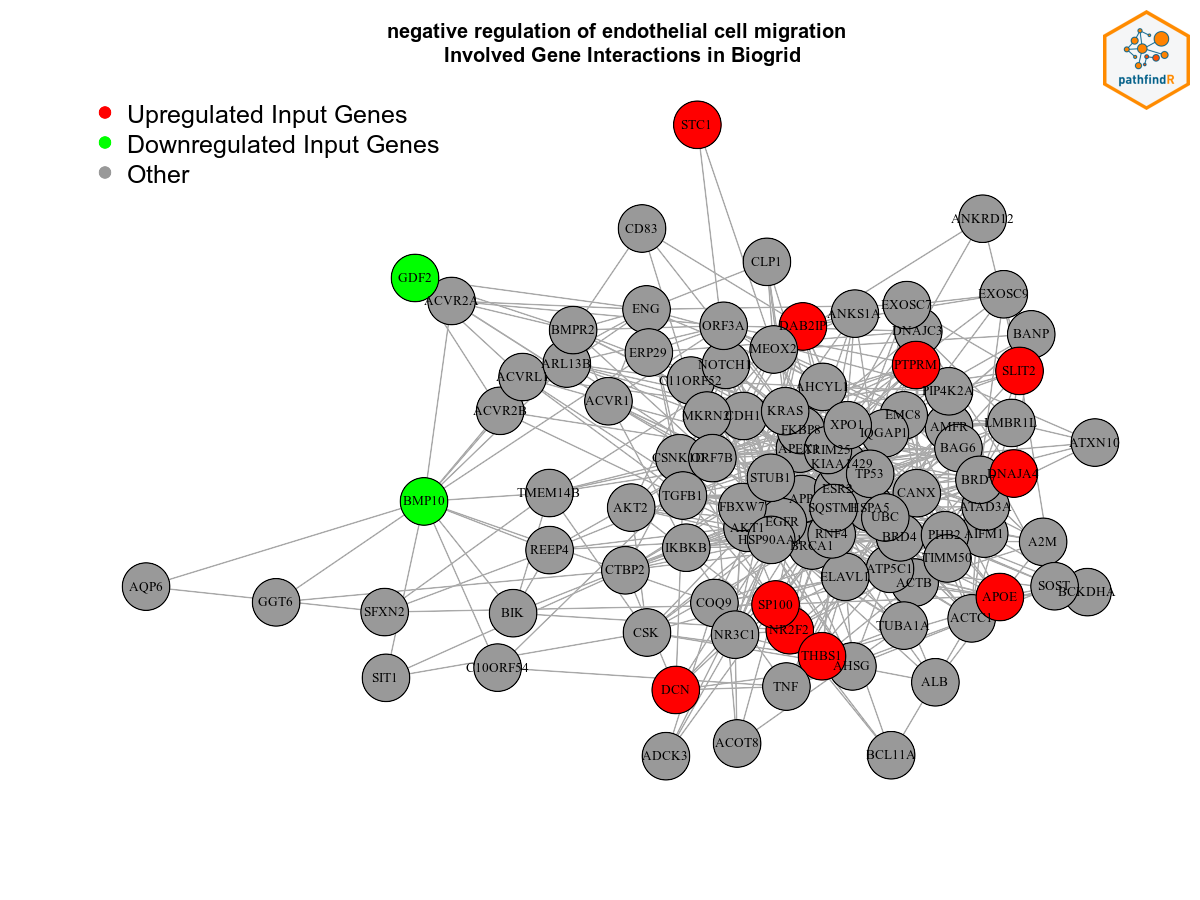 negative regulation of endothelial cell migration
Involved Gene Interactions in Biogrid
pathfindR
Upregulated Input Genes
Downregulated Input Genes
Other
STC1
ANKRD12
CD83
CLP1
GDF2
ACVR2A
EXOSC9
EXOSC7
ENG
ANKS1A
ORF3A
DAB2IP
BMPR2
DNAJC3
BANP
MEOX2
ERP29
ARL13B
NOTCH1
PTPRM
SLIT2
ACVRL1
C11ORF52
AHCYL1
PIP4K2A
ACVR1
ACVR2B
MKRN2
CDH1
KRAS
EMC8
LMBR1L
XPO1
AMFR
FKBP8
IQGAP1
ATXN10
APEX1
TRIM25
BAG6
ORF7B
KIAA1429
STUB1
TP53
DNAJA4
TMEM14B
TGFB1
ESR2
CANX
BMP10
AKT2
FBXW7
APP
SQSTM1
HSPA5
ATAD3A
UBC
EGFR
AKT1
RNF4
PHB2
AIFM1
BRD4
HSP90AA1
A2M
REEP4
IKBKB
BRCA1
TIMM50
CTBP2
ELAVL1
ATP5C1
ACTB
AQP6
SOST
BCKDHA
GGT6
COQ9
SP100
APOE
SFXN2
BIK
ACTC1
CSK
NR3C1
NR2F2
TUBA1A
THBS1
AHSG
C10ORF54
SIT1
DCN
TNF
ALB
ACOT8
ADCK3
BCL11A